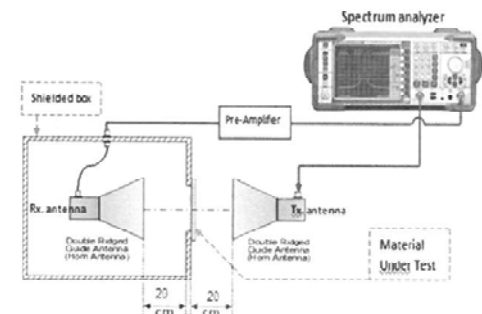 Spectrum analyzer
Shielded box
Pre-Amplifier
Rx. antenna
Tx. antenna
Double Ridged
Guide Antenna
(Horn Antenna)
Double Ridged
Guide Antenna
(Horn Antenna)
Material
Under Test
20
cm
20
cm